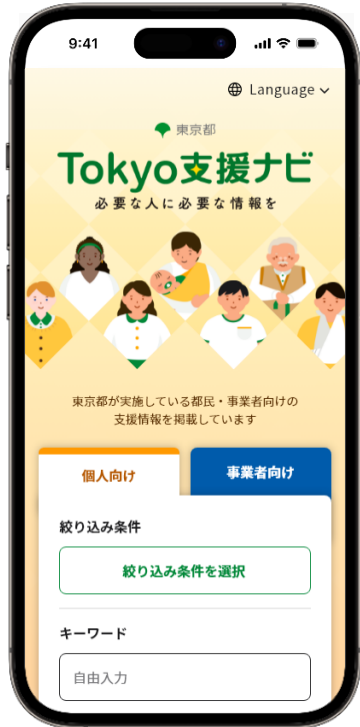 9:41
Language
東京都
Tokyo支援ナビ
必要な人に必要な情報を
東京都が実施している都民・事業者向けの
支援情報を掲載しています
個人向け
事業者向け
絞り込み条件
絞り込み条件を選択
キーワード
自由入力